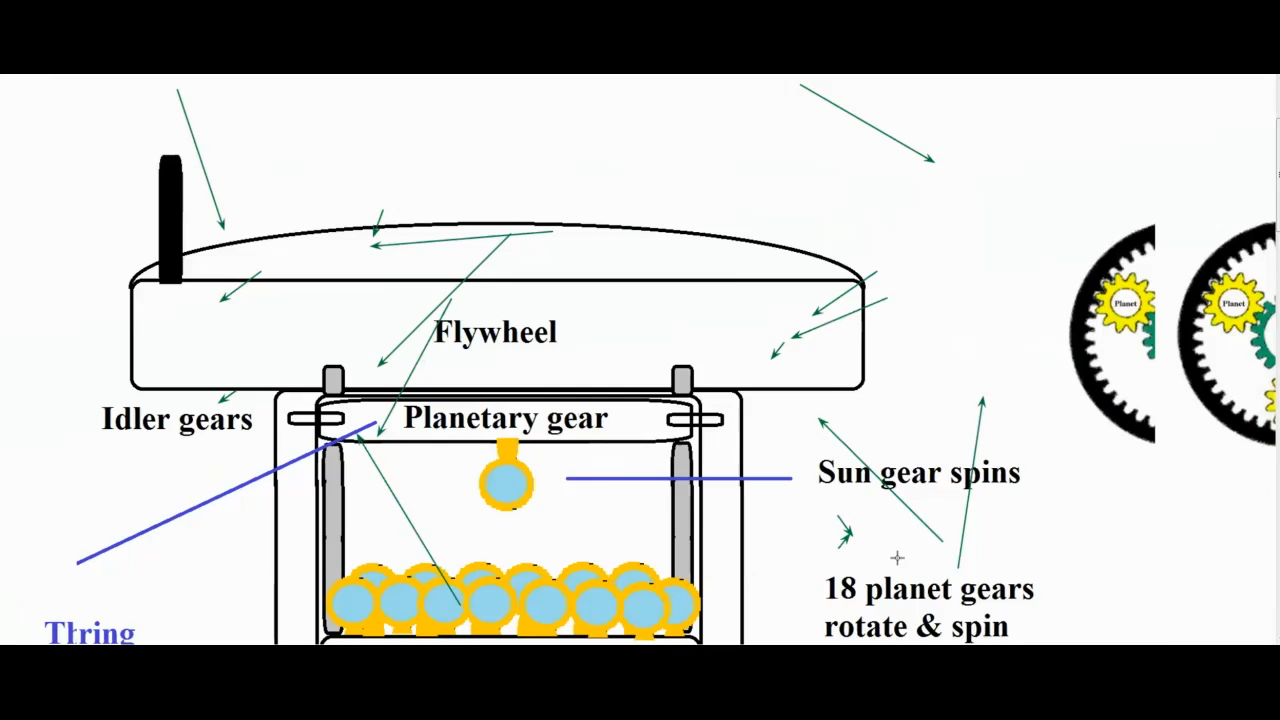 Planet
Planet
Flywheel
Idler gears
Planetary gear
Sun gear spins
18 planet gears
rotate & spin